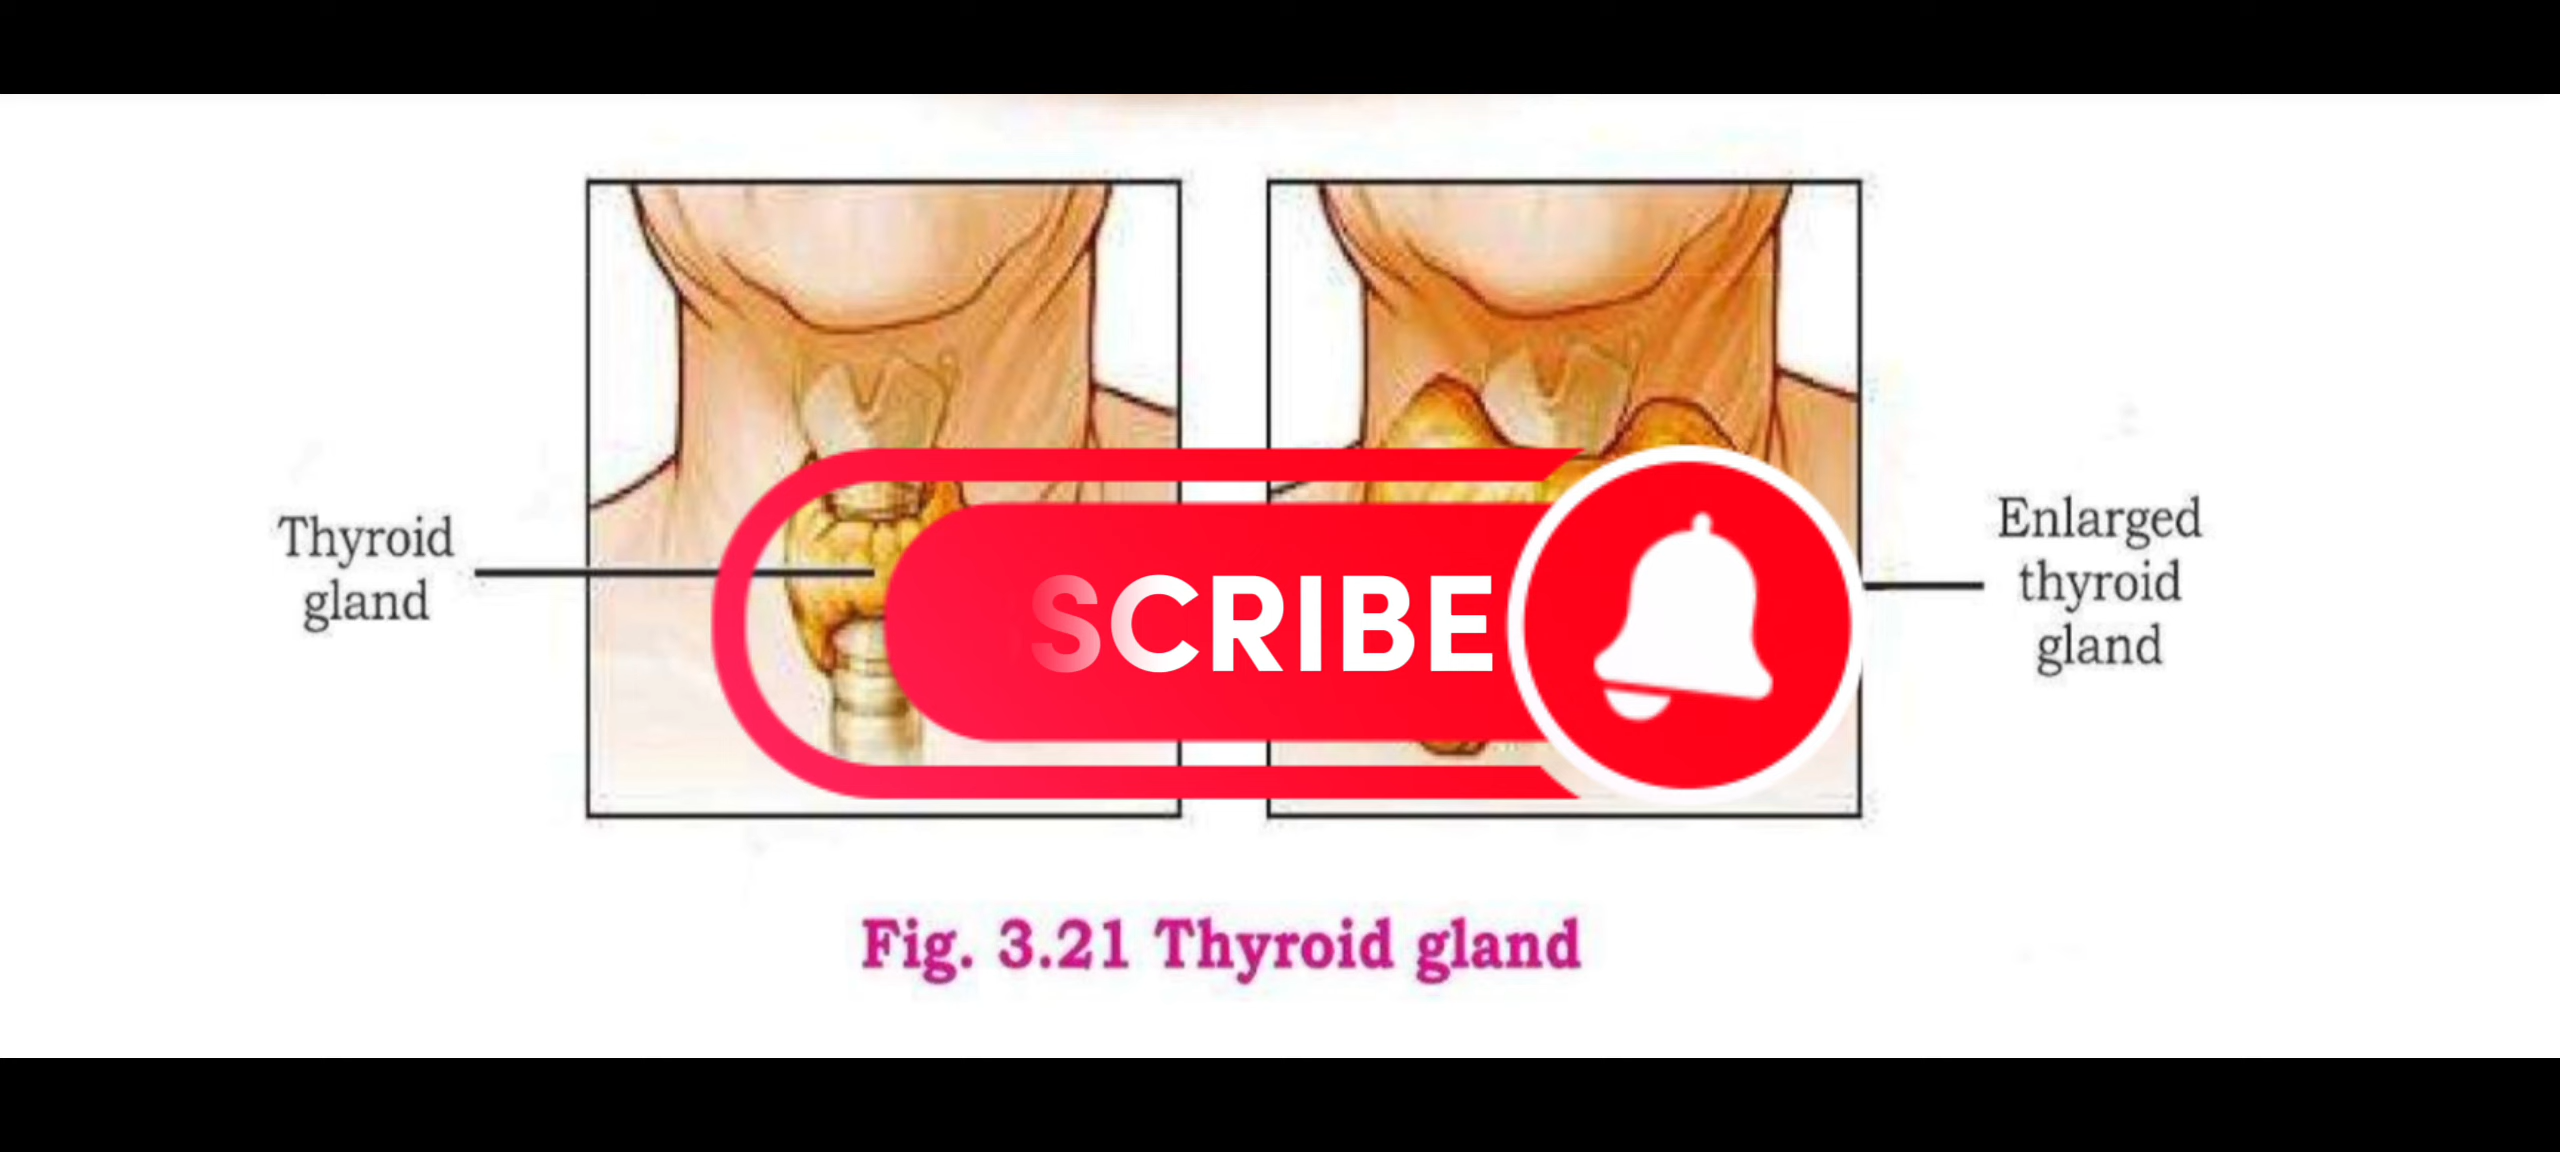 Thyroid
gland
SCRIBE
Enlarged
thyroid
gland
Fig. 3.21 Thyroid gland